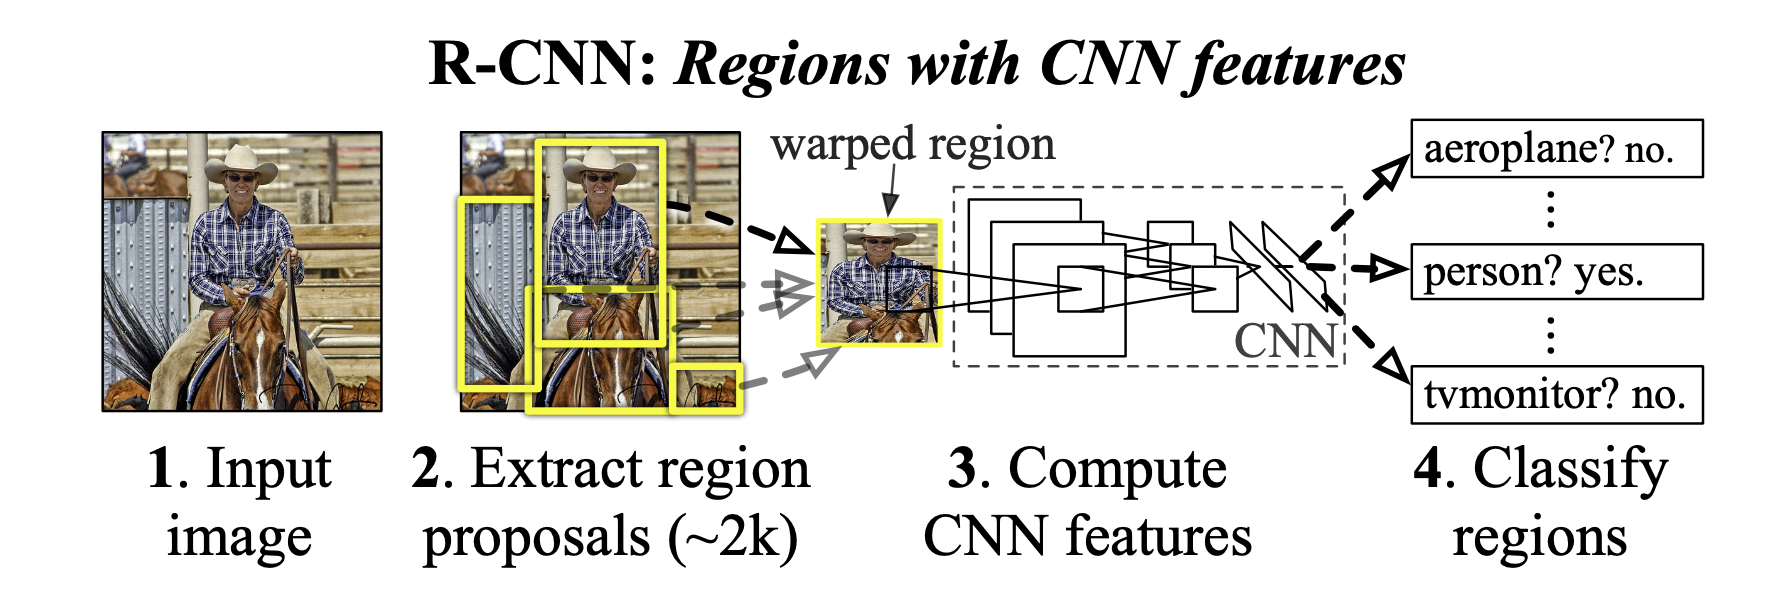 R-CNN: Regions with CNN features
warped region
aeroplane? no.
person? yes.
tvmonitor? no.
CNN
1. Input
image
2. Extract region
proposals (~2k)
3. Compute
CNN features
4. Classify
regions